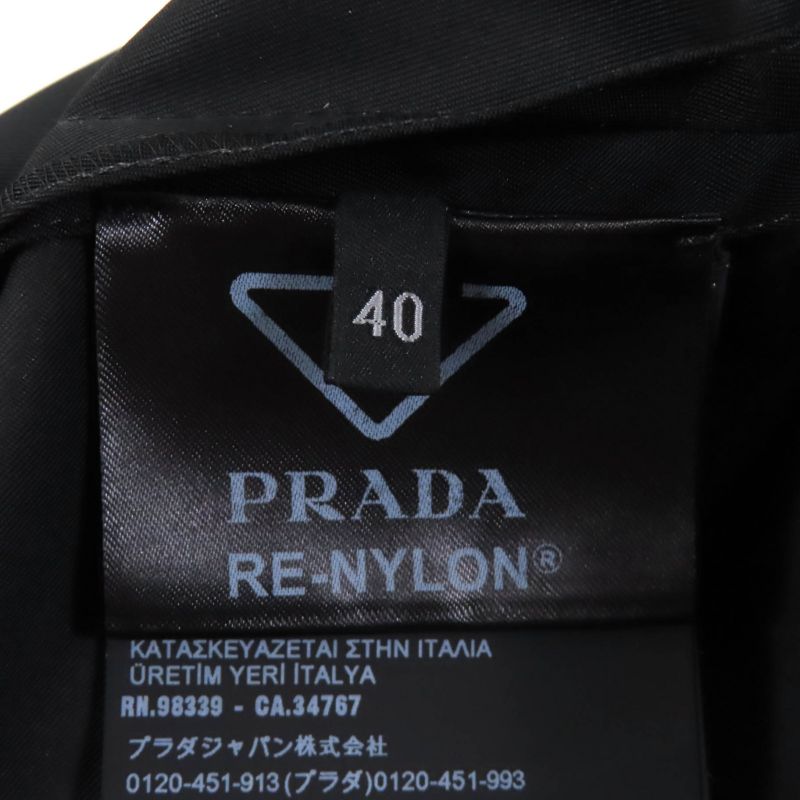 40
PRADA
RE-NYLON®
ΚΑΤΑΣΚΕΥΑΖΕΤΑΙ ΣΤΗΝ ΙΤΑΛΙΑ
ÜRETİM YERİ İTALYA
RN.98339 - CA.34767
プラダジャパン株式会社
0120-451-913(プラダ)0120-451-993